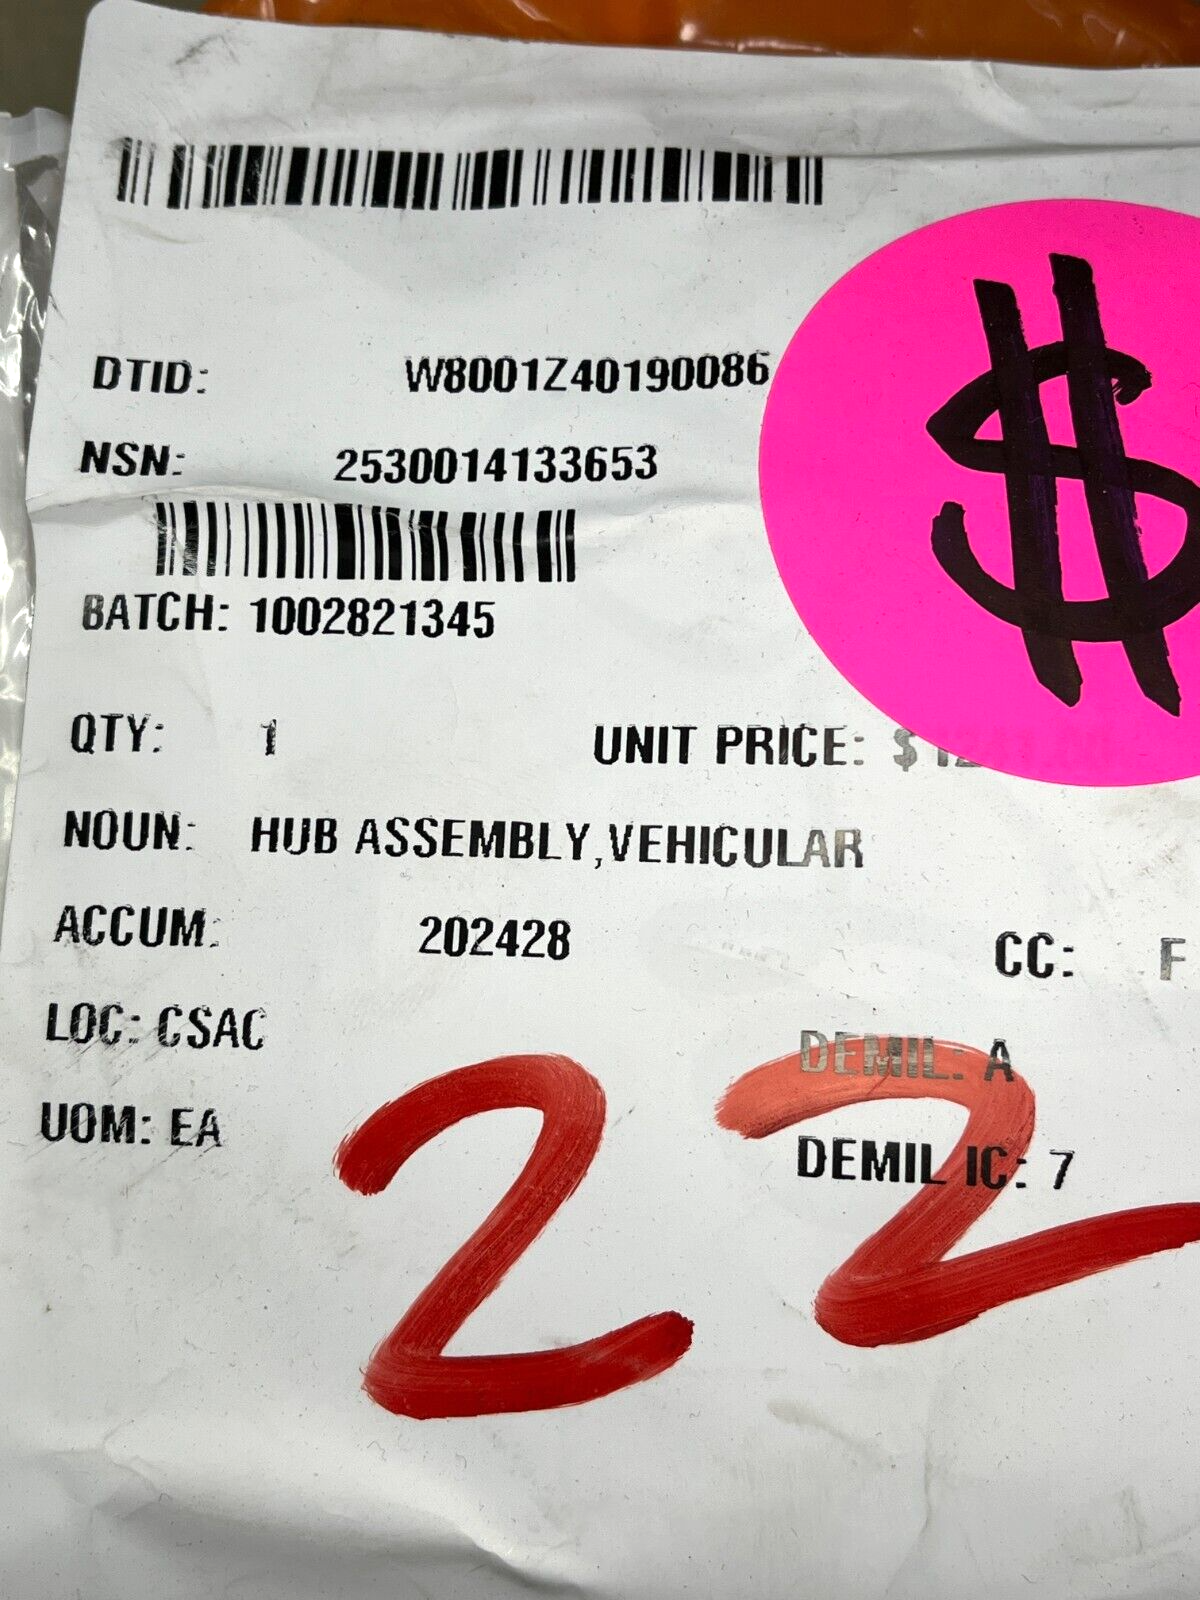 DTID: W8001Z40190086
NSN: 2530014133653
BATCH: 1002821345
QTY: 1 UNIT PRICE: $
NOUN: HUB ASSEMBLY,VEHICULAR
ACCUM: 202428 CC: F
LOC: CSAC DEMIL: A
UOM: EA DEMIL IC: 7
22
$